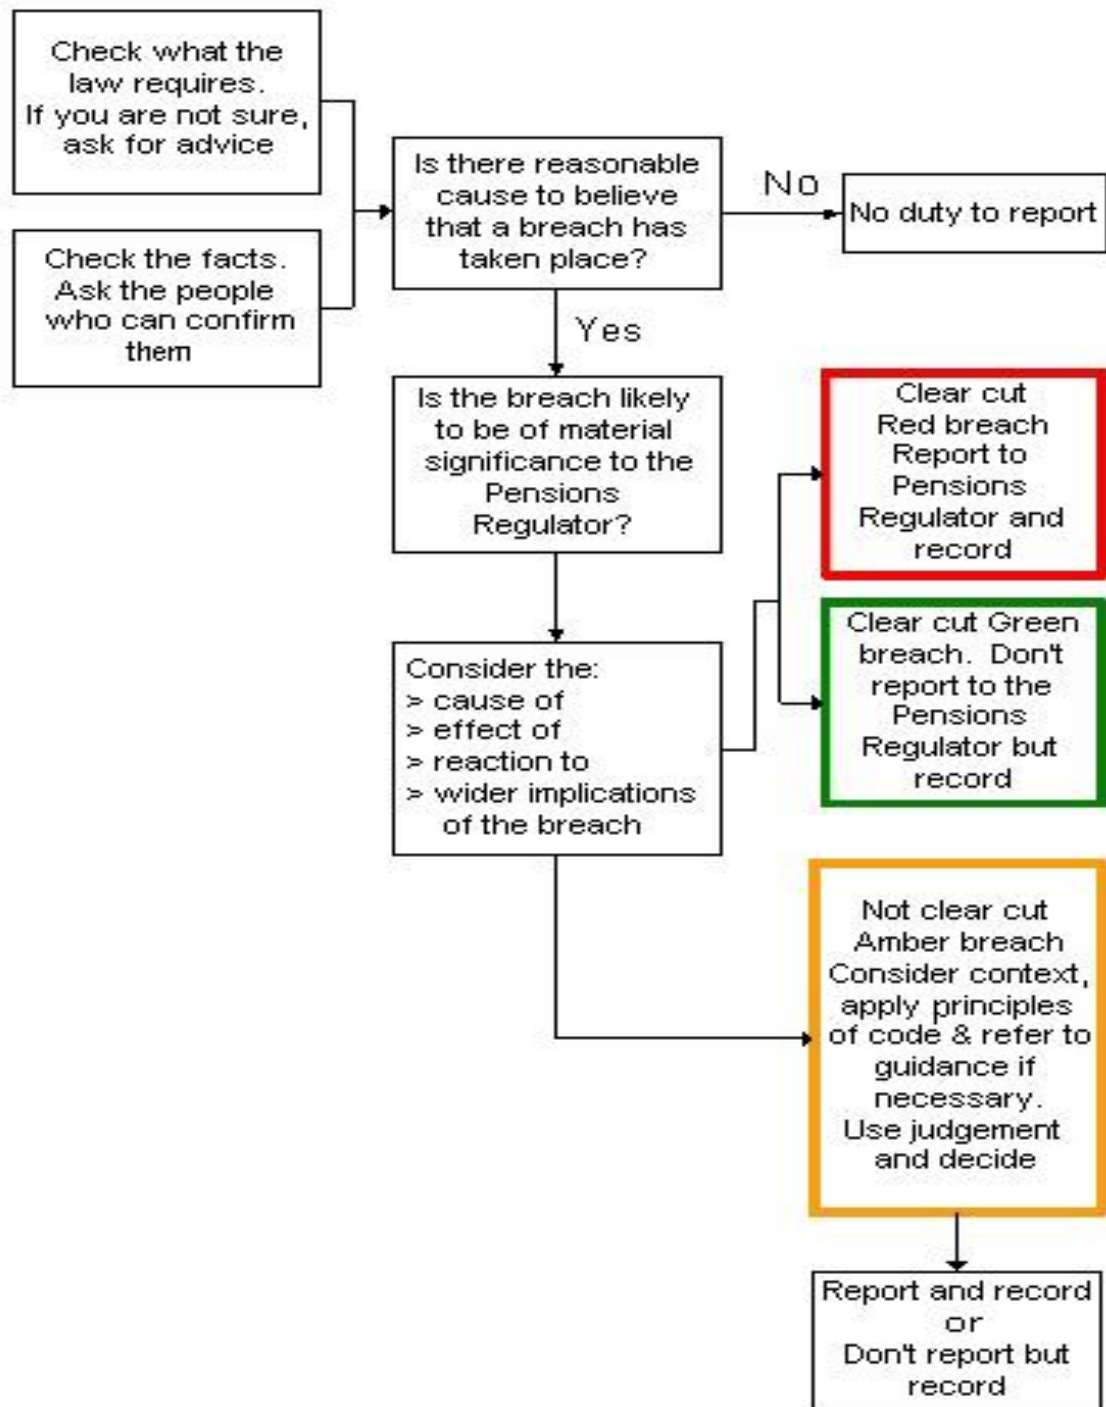 Check what the
law requires.
If you are not sure,
ask for advice
Check the facts.
Ask the people
who can confirm
them
Is there reasonable
cause to believe
that a breach has
taken place?
No
No duty to report
Yes
Is the breach likely
to be of material
significance to the
Pensions
Regulator?
Clear cut
Red breach
Report to
Pensions
Regulator and
record
Clear cut Green
breach. Don't
report to the
Pensions
Regulator but
record
Consider the:
> cause of
> effect of
> reaction to
> wider implications
of the breach
Not clear cut
Amber breach
Consider context,
apply principles
of code & refer to
guidance if
necessary.
Use judgement
and decide
Report and record
or
Don't report but
record